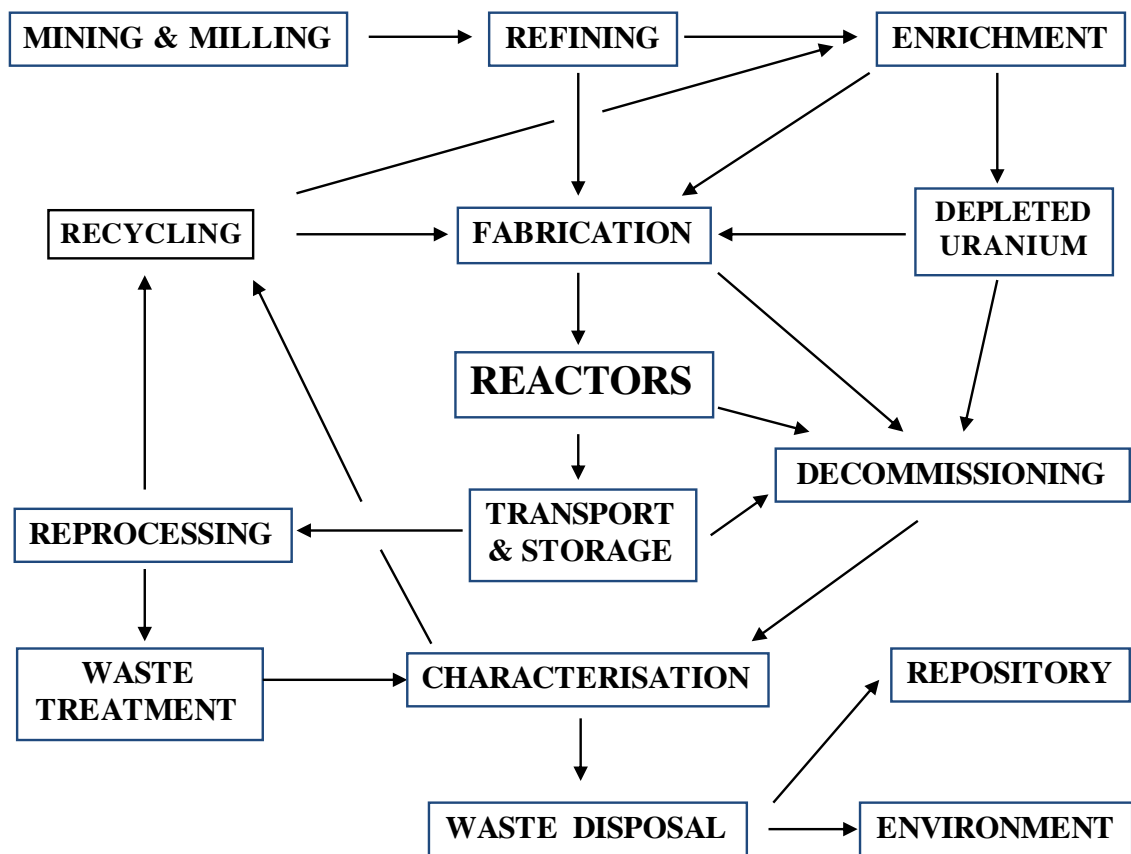 MINING & MILLING
REFINING
ENRICHMENT
RECYCLING
FABRICATION
DEPLETED
URANIUM
REACTORS
DECOMMISSIONING
REPROCESSING
TRANSPORT
& STORAGE
WASTE
TREATMENT
CHARACTERISATION
REPOSITORY
WASTE DISPOSAL
ENVIRONMENT